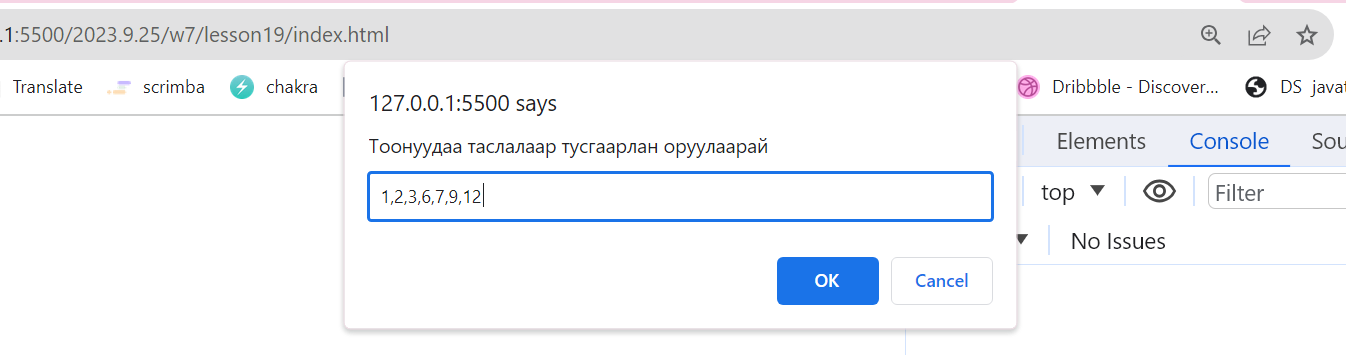 .1:5500/2023.9.25/w7/lesson19/index.html
Translate scrimba chakra Dribbble - Discover... DS javat
127.0.0.1:5500 says
Тоонуудаа таслалаар тусгаарлан оруулаарай
1,2,3,6,7,9,12
OK Cancel
Elements Console Sou
top Filter
No Issues